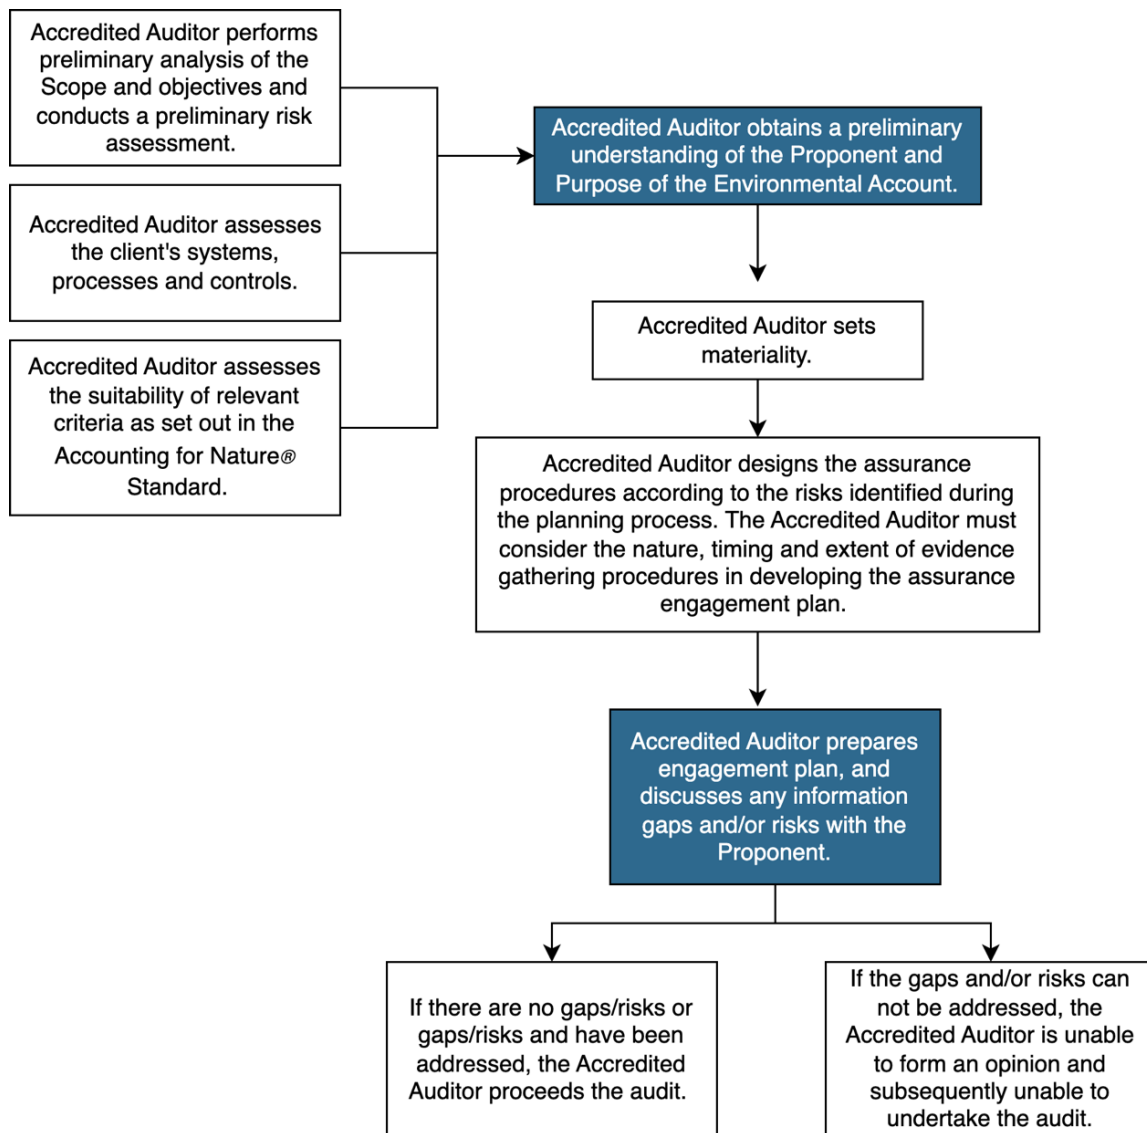 Accredited Auditor performs
preliminary analysis of the
Scope and objectives and
conducts a preliminary risk
assessment.
Accredited Auditor assesses
the client's systems,
processes and controls.
Accredited Auditor assesses
the suitability of relevant
criteria as set out in the
Accounting for Nature®
Standard.
Accredited Auditor obtains a preliminary
understanding of the Proponent and
Purpose of the Environmental Account.
Accredited Auditor sets
materiality.
Accredited Auditor designs the assurance
procedures according to the risks identified during
the planning process. The Accredited Auditor must
consider the nature, timing and extent of evidence
gathering procedures in developing the assurance
engagement plan.
Accredited Auditor prepares
engagement plan, and
discusses any information
gaps and/or risks with the
Proponent.
If there are no gaps/risks or
gaps/risks and have been
addressed, the Accredited
Auditor proceeds the audit.
If the gaps and/or risks can
not be addressed, the
Accredited Auditor is unable
to form an opinion and
subsequently unable to
undertake the audit.